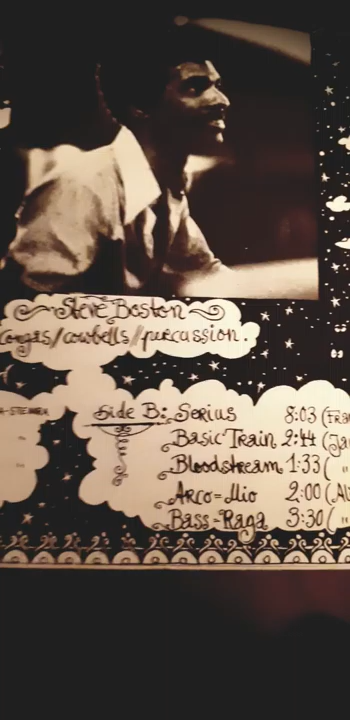 Steve Boston
Congas/cowbells/percussion.
Side B: Serius 8:03
Basic Train 2:44
Bloodstream 1:33 ( "
Arco-Mio 2:00
Bass-Raga 3:30 ( "